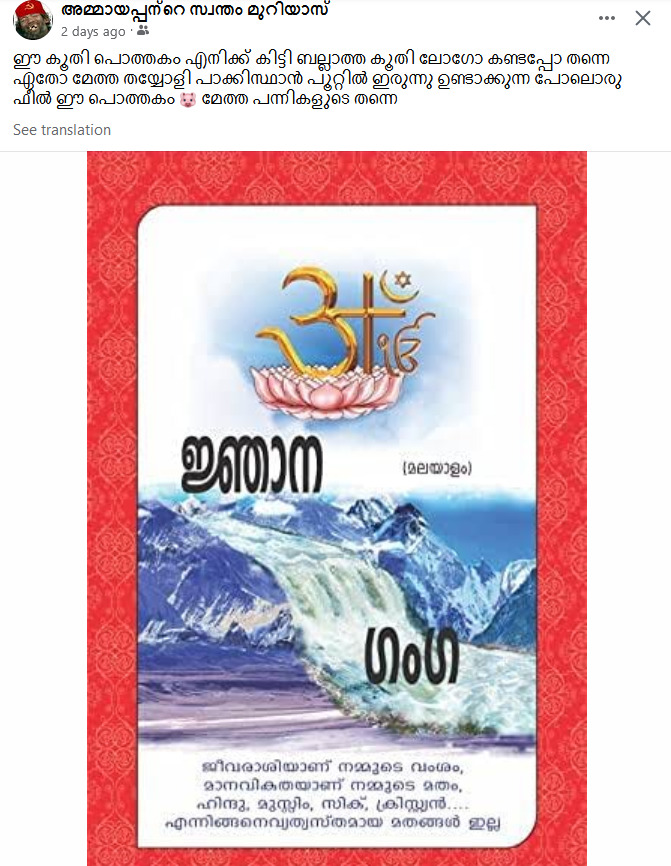 അമ്മായപ്പന്റെ സ്വന്തം മുറിയാസ്
2 days ago ·
ഈ കൂതി പൊത്തകം എനിക്ക് കിട്ടി ബല്ലാത്ത കൂതി ലോഗോ കണ്ടപ്പോ തന്നെ
ഏതോ മേത്ത തയ്യോളി പാക്കിസ്ഥാൻ പൂറ്റിൽ ഇരുന്നു ഉണ്ടാക്കുന്ന പോലൊരു
ഫീൽ ഈ പൊത്തകം 🐷 മേത്ത പന്നികളുടെ തന്നെ
See translation
ജ്ഞാന
(മലയാളം)
ഗംഗ
ജീവരാശിയാണ് നമ്മുടെ വംശം,
മാനവികതയാണ് നമ്മുടെ മതം,
ഹിന്ദു, മുസ്ലിം, സിക്, ക്രിസ്ത്യൻ....
എന്നിങ്ങനെവ്യത്വസ്തമായ മതങ്ങൾ ഇല്ല